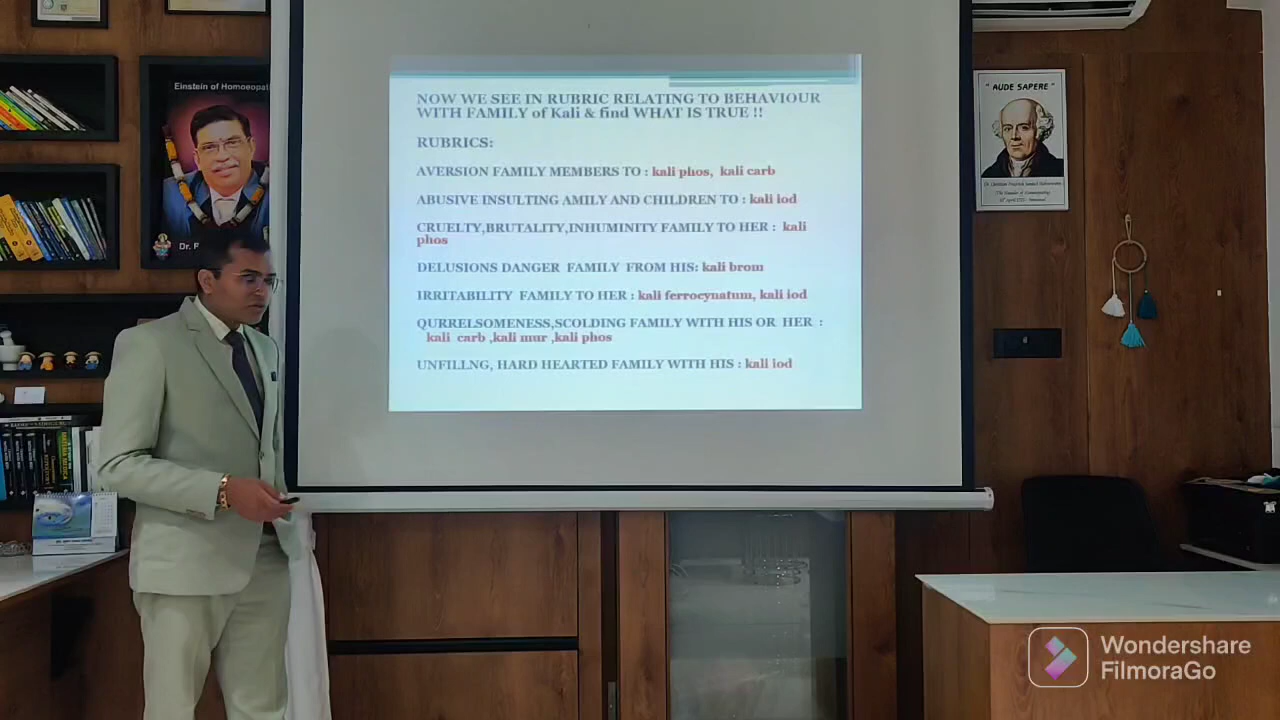 Einstein of Homoeopat
Dr.
NOW WE SEE IN RUBRIC RELATING TO BEHAVIOUR
WITH FAMILY of Kali & find WHAT IS TRUE !!
RUBRICS:
AVERSION FAMILY MEMBERS TO : kali phos, kali carb
ABUSIVE INSULTING AMILY AND CHILDREN TO : kali iod
CRUELTY,BRUTALITY,INHUMINITY FAMILY TO HER : kali
phos
DELUSIONS DANGER FAMILY FROM HIS: kali brom
IRRITABILITY FAMILY TO HER : kali ferrocynatum, kali iod
QURRELSOMENESS,SCOLDING FAMILY WITH HIS OR HER :
kali carb ,kali mur ,kali phos
UNFILLNG, HARD HEARTED FAMILY WITH HIS : kali iod
" AUDE SAPERE "
Wondershare
FilmoraGo